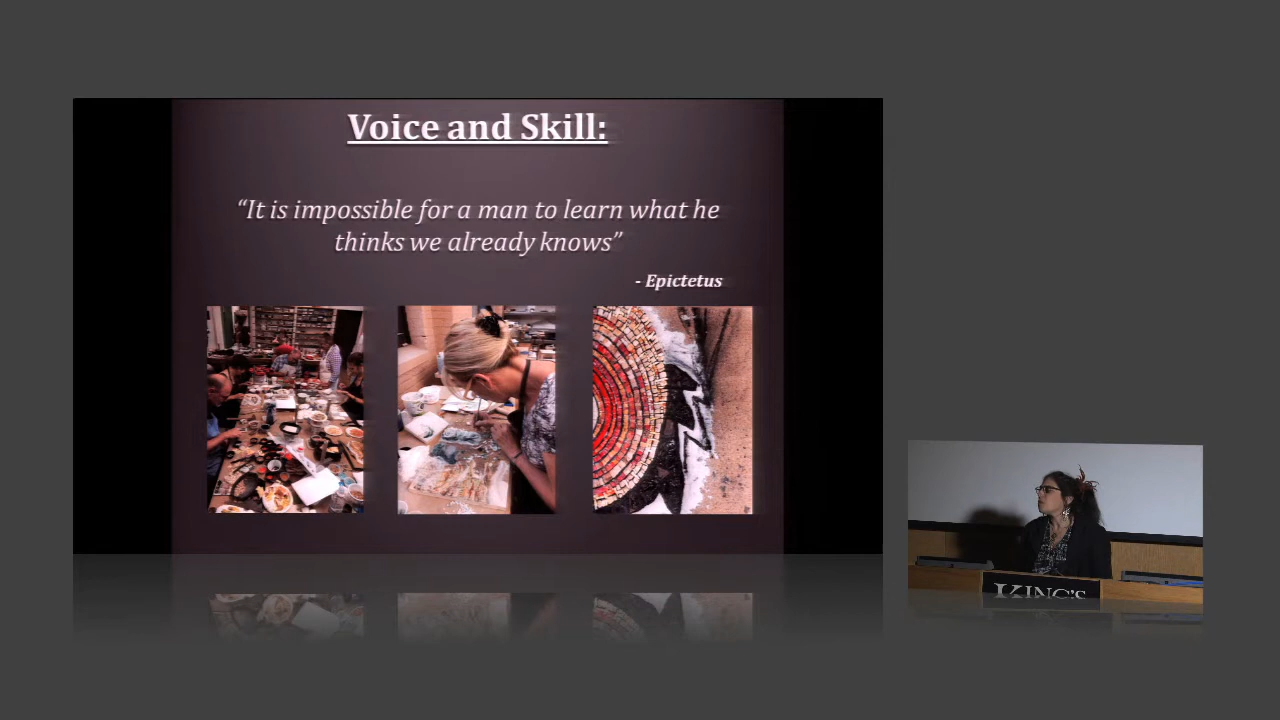 Voice and Skill:
“It is impossible for a man to learn what he
thinks we already knows”
- Epictetus
KING'S